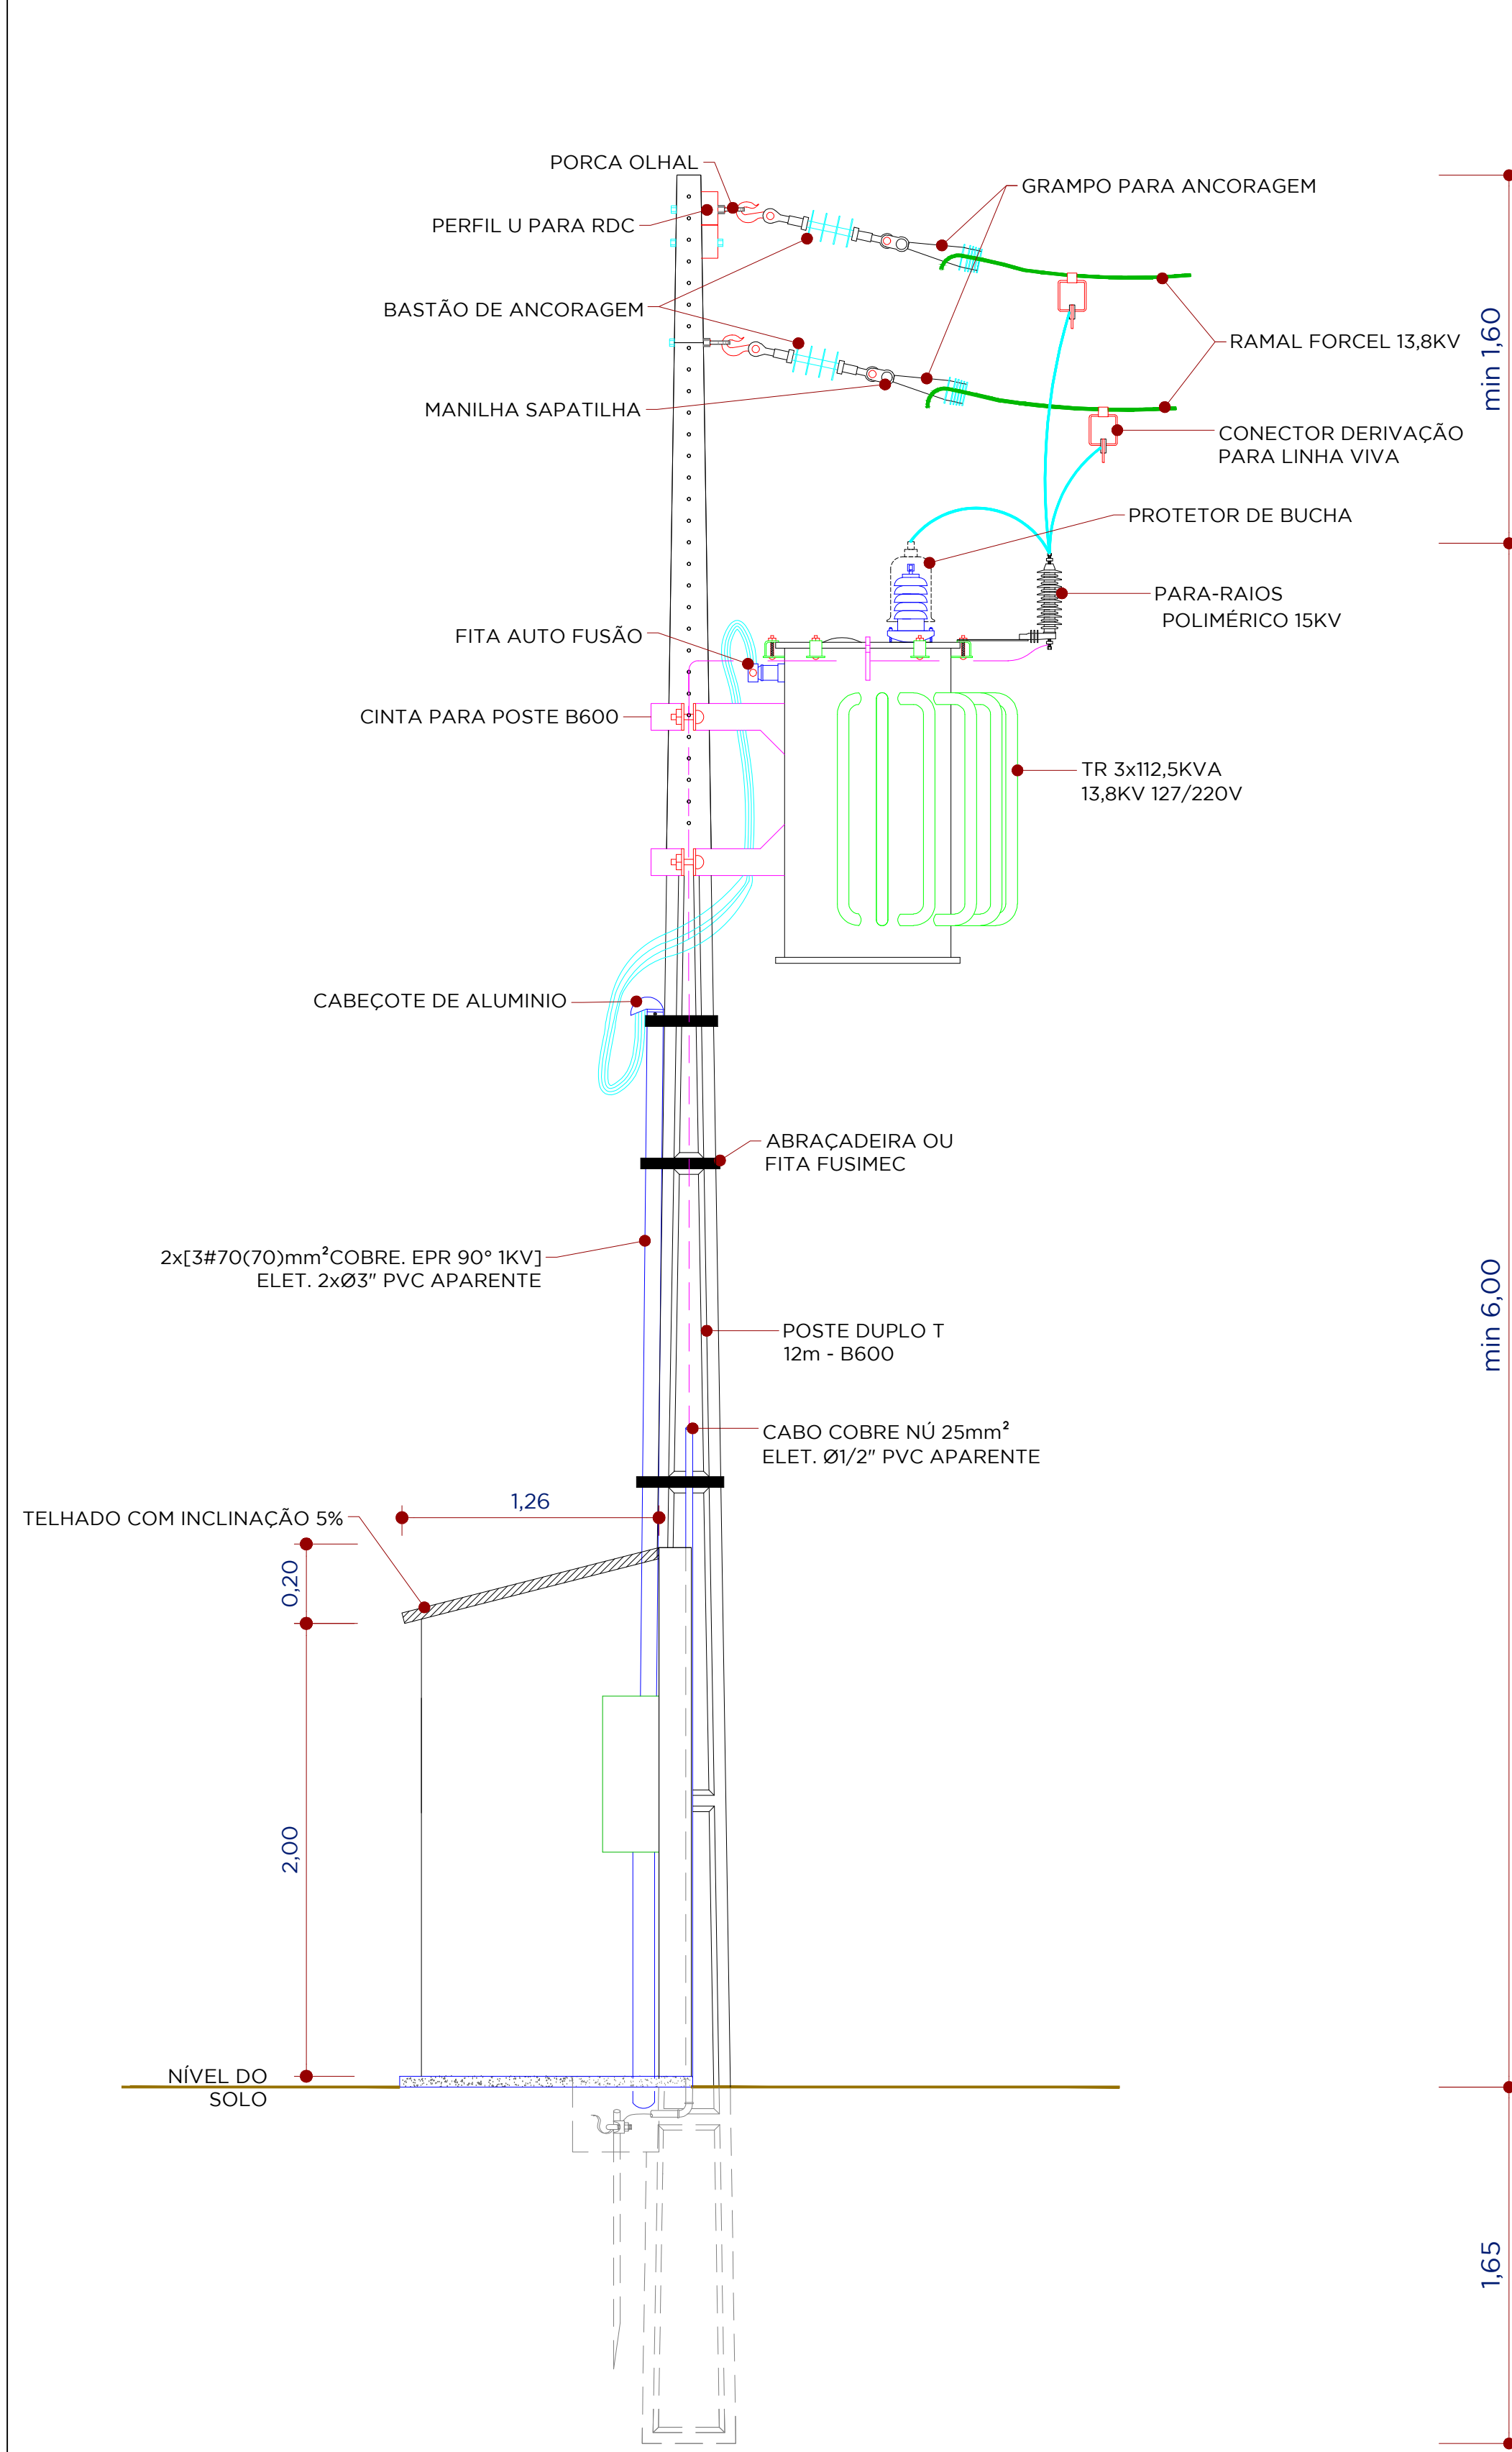 PORCA OLHAL
GRAMPO PARA ANCORAGEM
PERFIL U PARA RDC
BASTÃO DE ANCORAGEM
min 1,60
RAMAL FORCEL 13,8KV
MANILHA SAPATILHA
CONECTOR DERIVAÇÃO
PARA LINHA VIVA
PROTETOR DE BUCHA
PARA-RAIOS
POLIMÉRICO 15KV
FITA AUTO FUSÃO
CINTA PARA POSTE B600
TR 3x112,5KVA
13,8KV 127/220V
CABEÇOTE DE ALUMINIO
ABRAÇADEIRA OU
FITA FUSIMEC
2x[3#70(70)mm²COBRE. EPR 90° 1KV]
ELET. 2xØ3" PVC APARENTE
min 6,00
POSTE DUPLO T
12m - B600
CABO COBRE NÚ 25mm²
ELET. Ø1/2" PVC APARENTE
1,26
TELHADO COM INCLINAÇÃO 5%
0,20
2,00
NÍVEL DO
SOLO
1,65